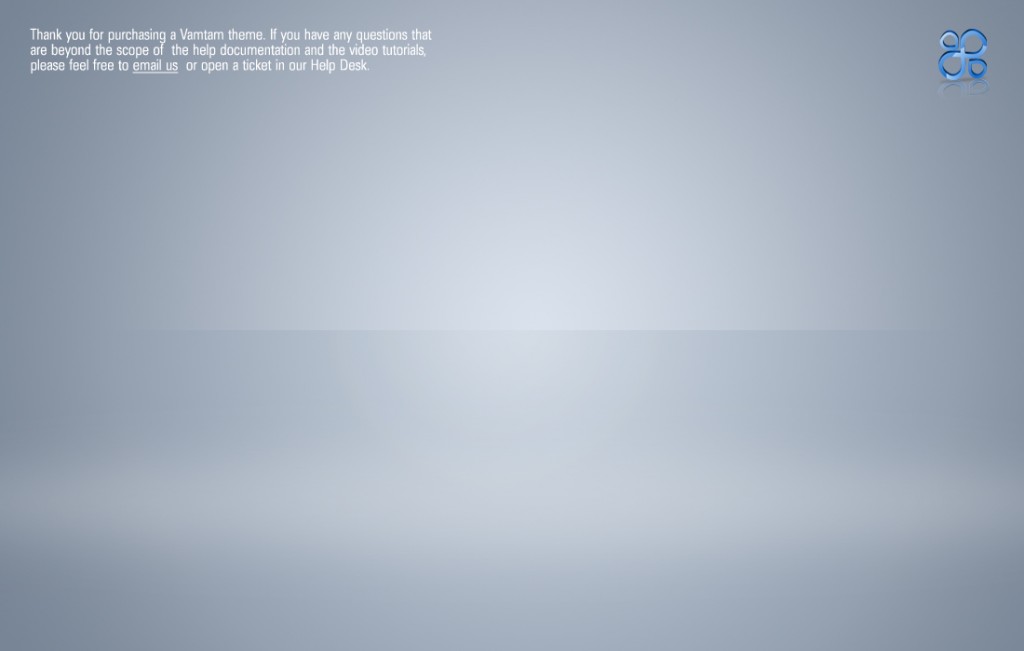 Thank you for purchasing a Vamtam theme. If you have any questions that
are beyond the scope of the help documentation and the video tutorials,
please feel free to email us or open a ticket in our Help Desk.